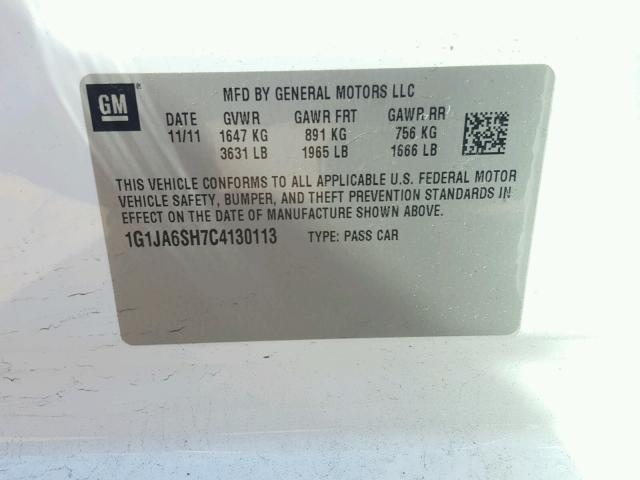 GM ®
MFD BY GENERAL MOTORS LLC
DATE GVWR GAWR FRT GAWR RR
11/11 1647 KG 891 KG 756 KG
3631 LB 1965 LB 1666 LB
THIS VEHICLE CONFORMS TO ALL APPLICABLE U.S. FEDERAL MOTOR
VEHICLE SAFETY, BUMPER, AND THEFT PREVENTION STANDARDS IN
EFFECT ON THE DATE OF MANUFACTURE SHOWN ABOVE.
1G1JA6SH7C4130113 TYPE: PASS CAR